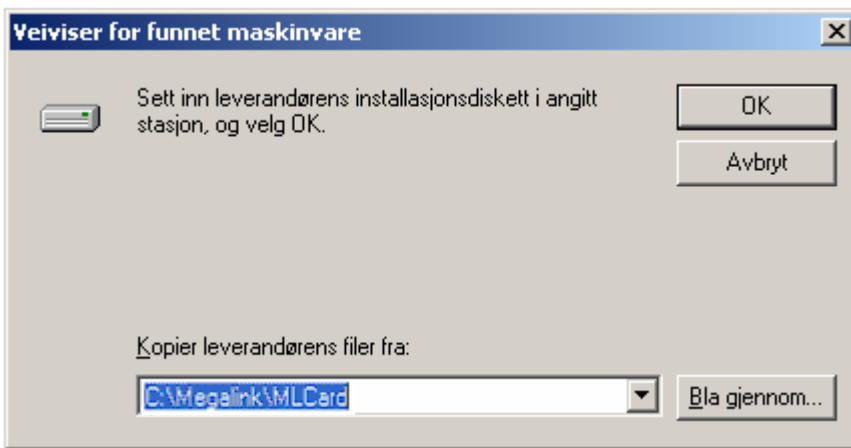 Veiviser for funnet maskinvare
Sett inn leverandørens installasjonsdiskett i angitt
stasjon, og velg OK.
OK
Avbryt
Kopier leverandørens filer fra:
C:\Megalink\MLCard
Bla gjennom...